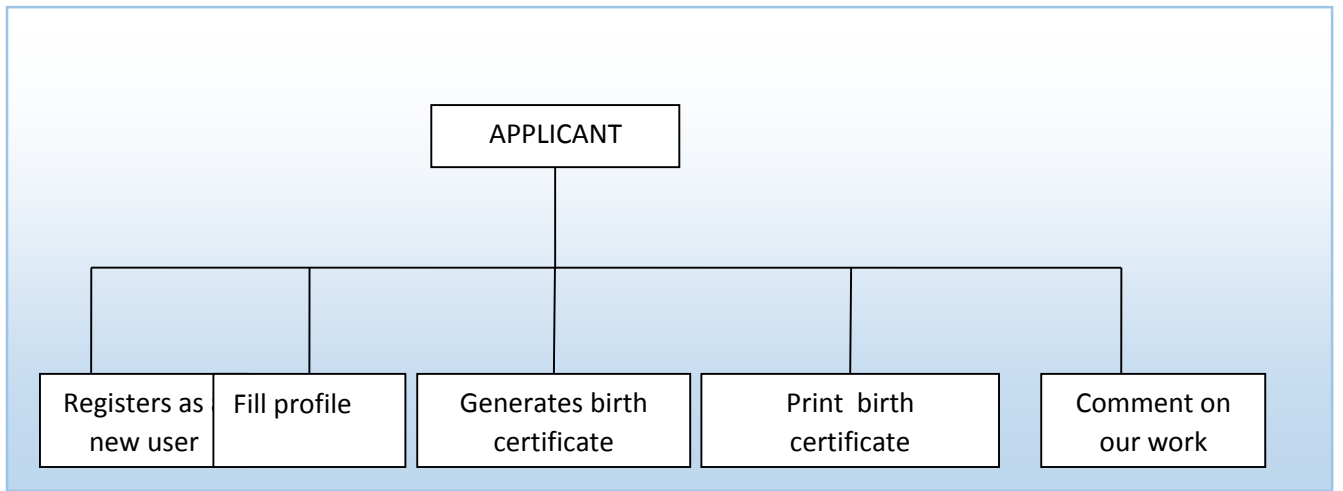 APPLICANT
Registers as
new user
Fill profile
Generates birth
certificate
Print birth
certificate
Comment on
our work